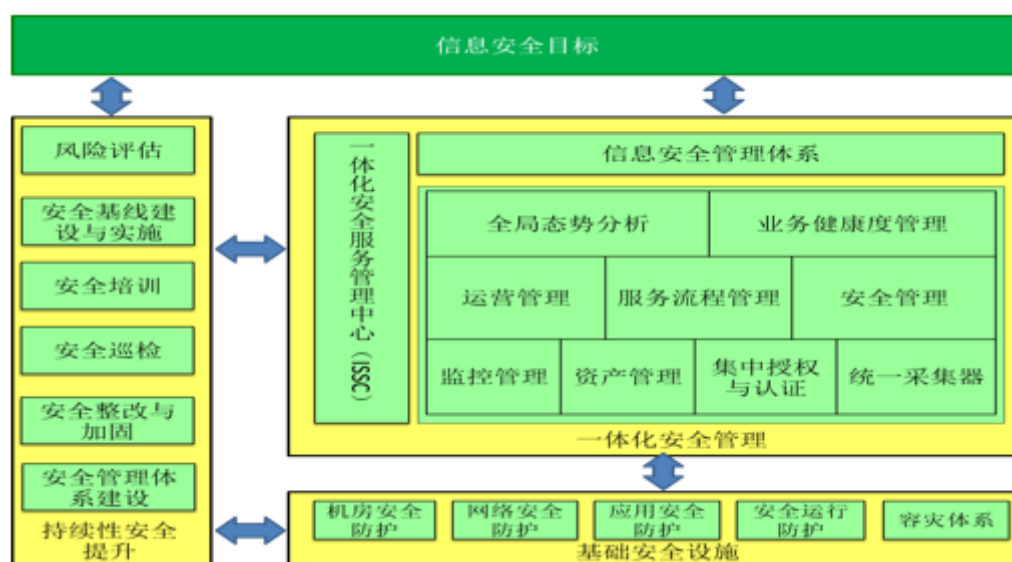 信息安全目标
风险评估
安全基线建
设与实施
安全培训
安全巡检
安全整改与
加固
安全管理体
系建设
持续性安全
提升
一体化安全服务管理中心（ISSC）
信息安全管理体系
全局态势分析
业务健康度管理
运营管理
服务流程管理
安全管理
监控管理
资产管理
集中授权
与认证
统一采集器
一体化安全管理
机房安全
防护
网络安全
防护
应用安全
防护
安全运行
防护
容灾体系
基础安全设施